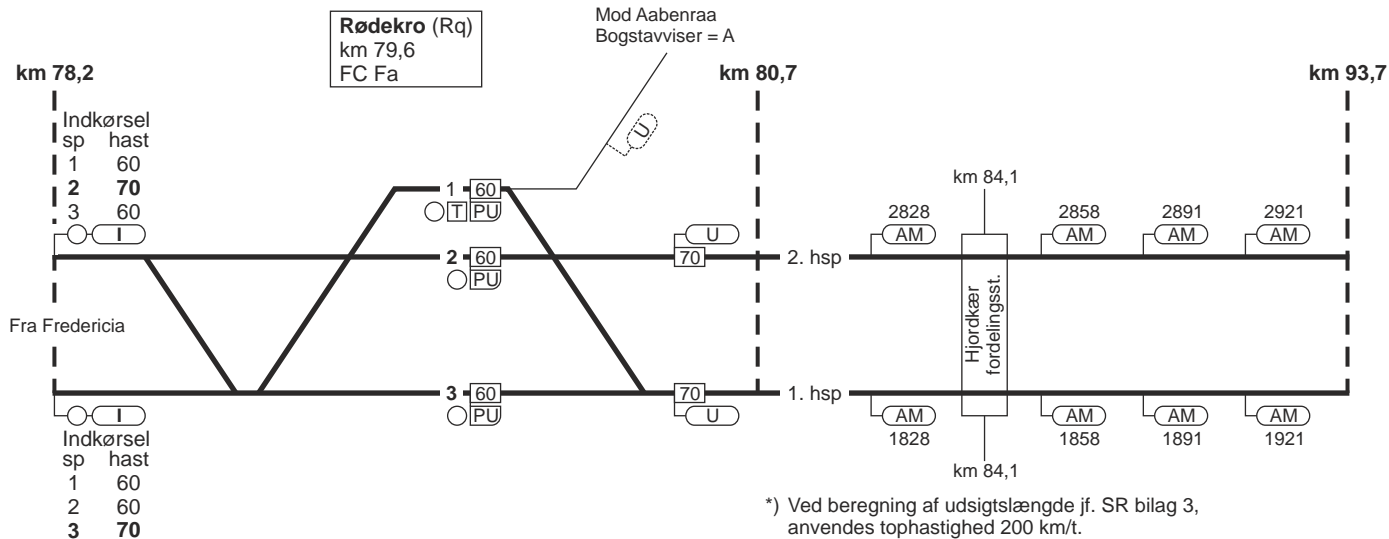 Rødekro (Rq)
km 79,6
FC Fa
Mod Aabenraa
Bogstavviser = A
km 78,2
km 80,7
km 93,7
Indkørsel
sp hast
1 60
2 70
3 60
I
U
1 60
T PU
km 84,1
2828
AM
2858
AM
2891
AM
2921
AM
U
2 60
70
2. hsp
PU
Fra Fredericia
Hjordkær
fordelingsst.
3 60
70
1. hsp
I
PU
U
AM
1828
AM
1858
AM
1891
AM
1921
Indkørsel
sp hast
1 60
2 60
3 70
km 84,1
*) Ved beregning af udsigtslængde jf. SR bilag 3,
anvendes tophastighed 200 km/t.